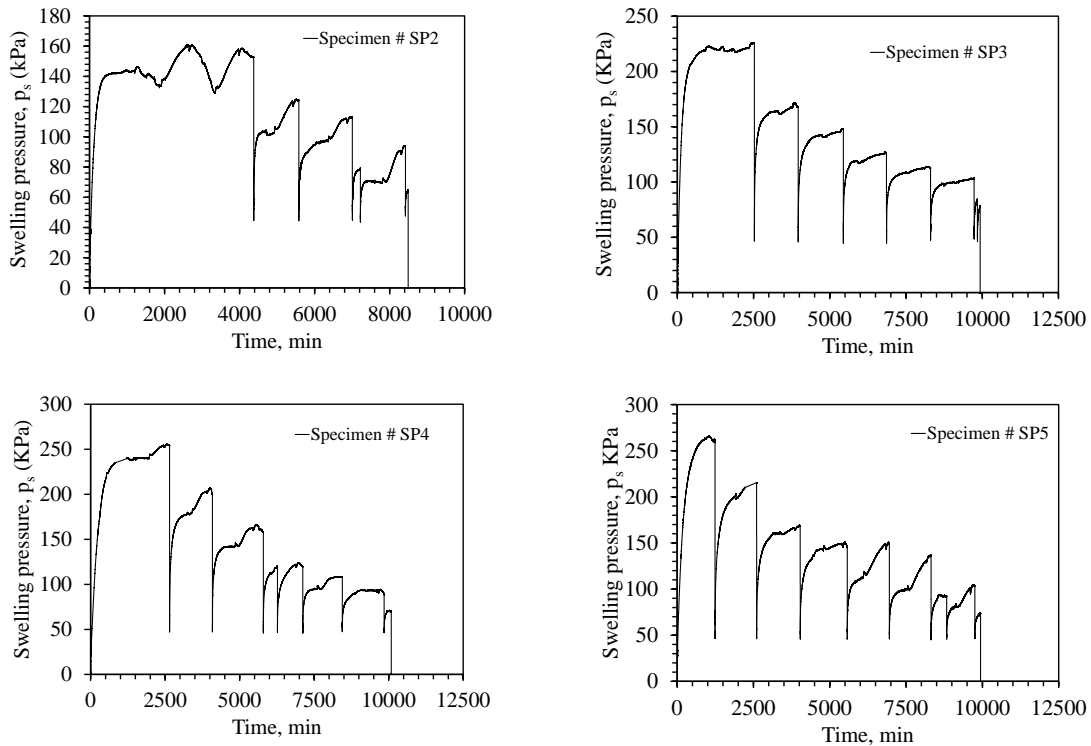 180
160
140
120
100
80
60
40
20
0
Swelling pressure, pₛ (kPa)
Specimen # SP2
0 2000 4000 6000 8000 10000
Time, min
250
200
150
100
50
0
Swelling pressure, pₛ (KPa)
Specimen # SP3
0 2500 5000 7500 10000 12500
Time, min
300
250
200
150
100
50
0
Swelling pressure, pₛ (KPa)
Specimen # SP4
0 2500 5000 7500 10000 12500
Time, min
300
250
200
150
100
50
0
Swelling pressure, pₛ KPa
Specimen # SP5
0 2500 5000 7500 10000 12500
Time, min